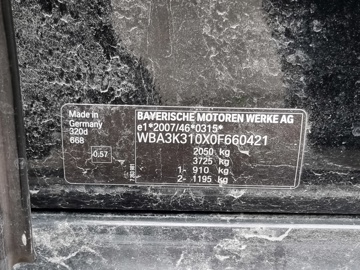 BAYERISCHE MOTOREN WERKE AG
e1*2007/46*0315*
WBA3K310X0F660421
2050 kg
3725 kg
1- 910 kg
2- 1195 kg
Made in
Germany
320d
668
0.57